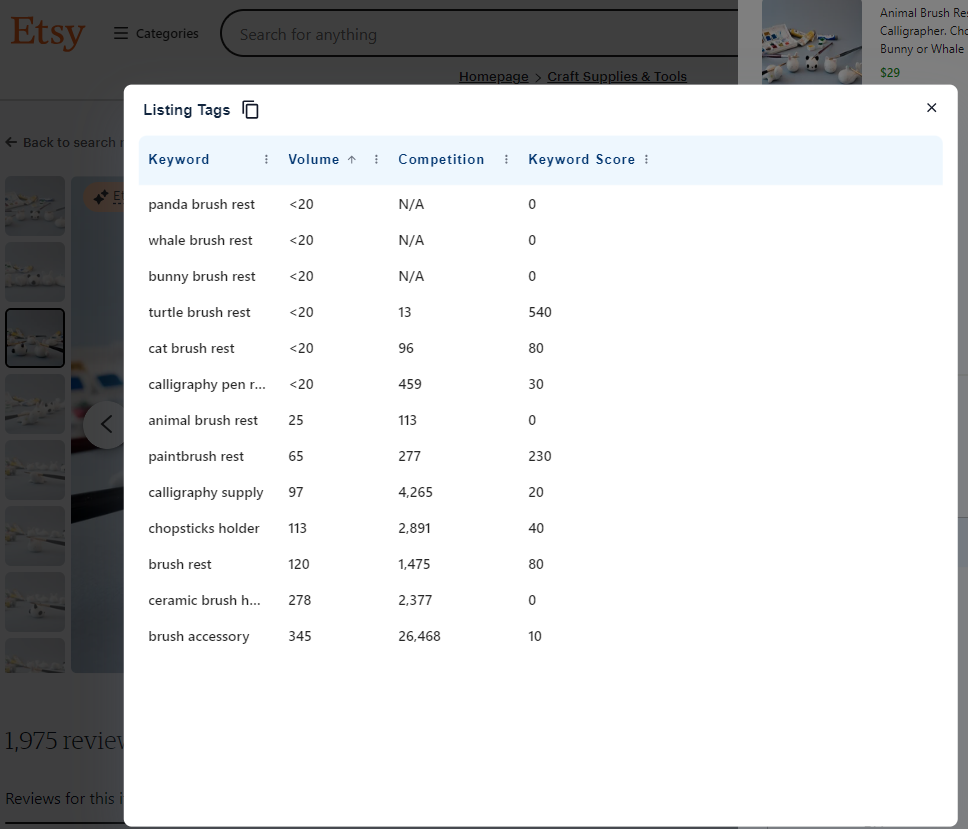 Etsy
Categories
Search for anything
Homepage > Craft Supplies & Tools
Animal Brush Res
Calligrapher. Cho
Bunny or Whale
$29
Back to search
Listing Tags
Keyword Volume Competition Keyword Score
panda brush rest <20 N/A 0
whale brush rest <20 N/A 0
bunny brush rest <20 N/A 0
turtle brush rest <20 13 540
cat brush rest <20 96 80
calligraphy pen r... <20 459 30
animal brush rest 25 113 0
paintbrush rest 65 277 230
calligraphy supply 97 4,265 20
chopsticks holder 113 2,891 40
brush rest 120 1,475 80
ceramic brush h... 278 2,377 0
brush accessory 345 26,468 10
1,975 review
Reviews for this i